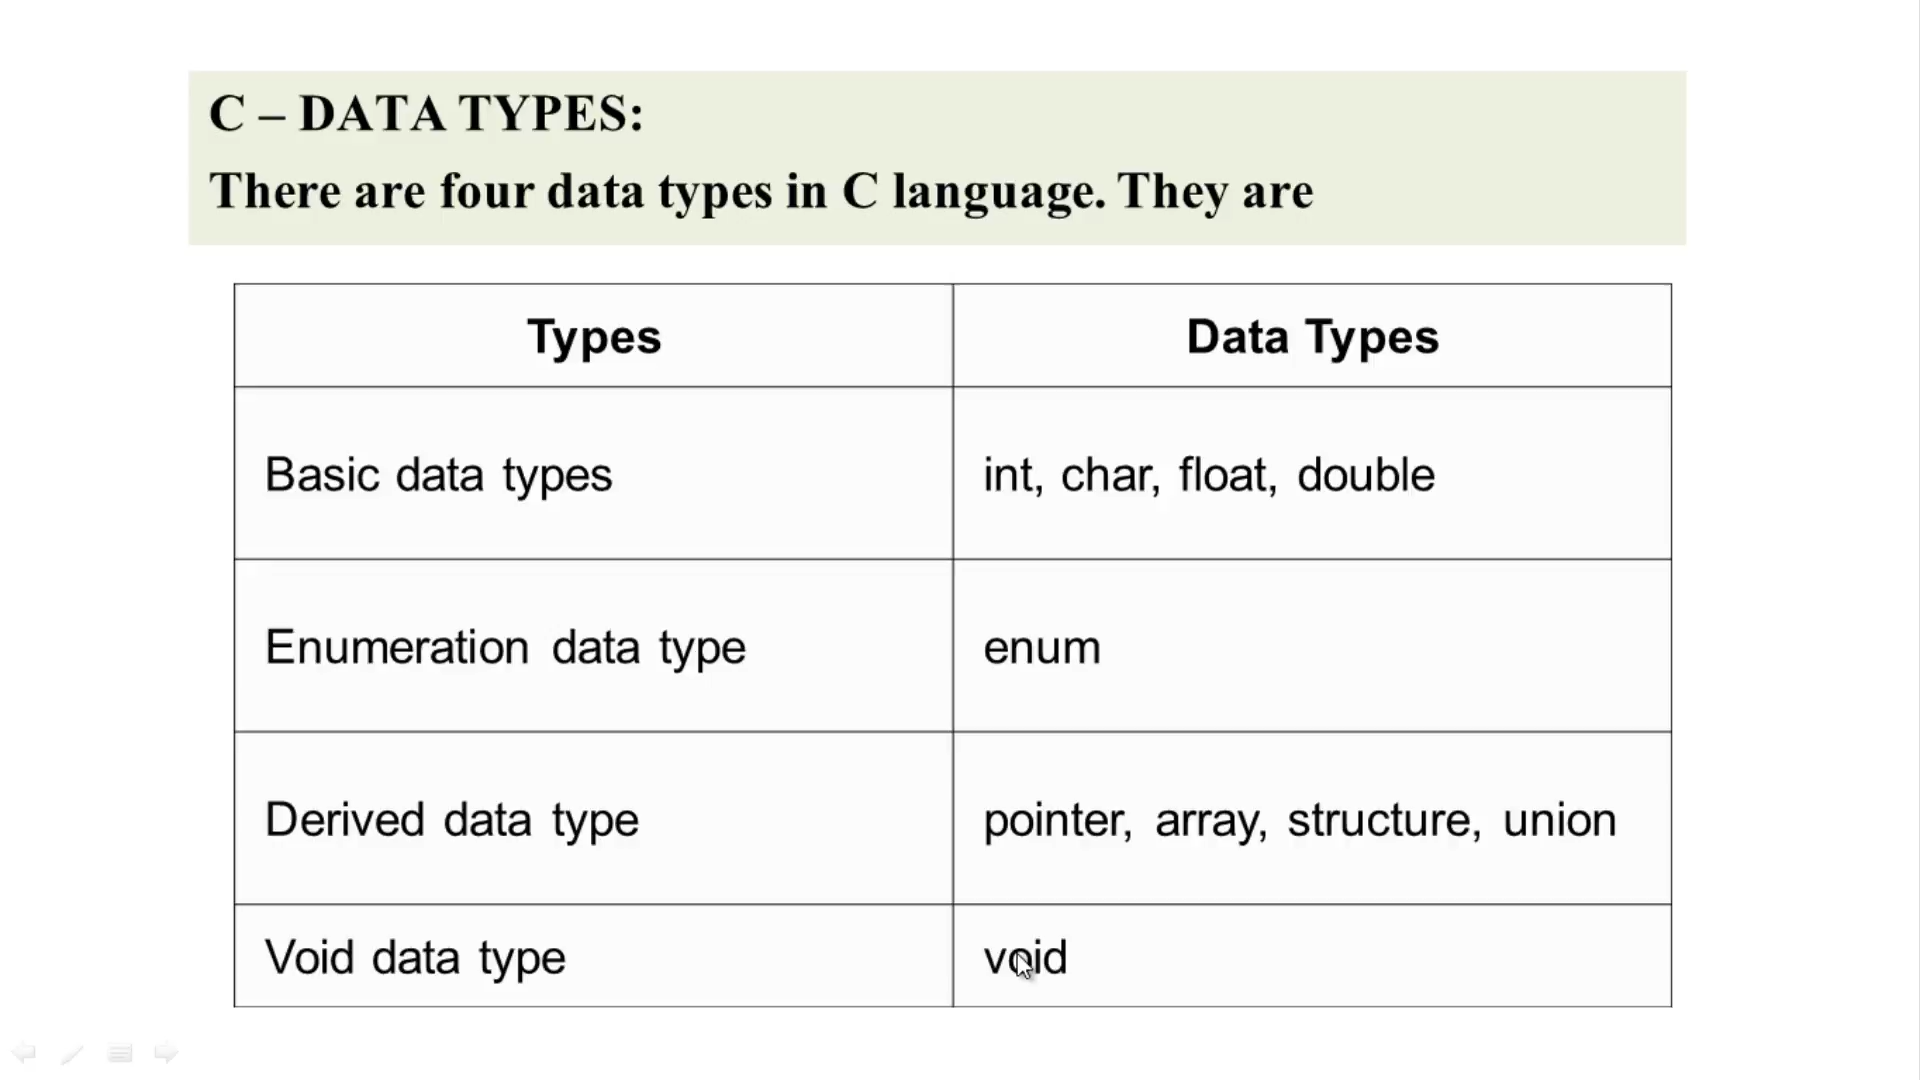 C – DATA TYPES:
There are four data types in C language. They are
Types
Data Types
Basic data types
int, char, float, double
Enumeration data type
enum
Derived data type
pointer, array, structure, union
Void data type
void